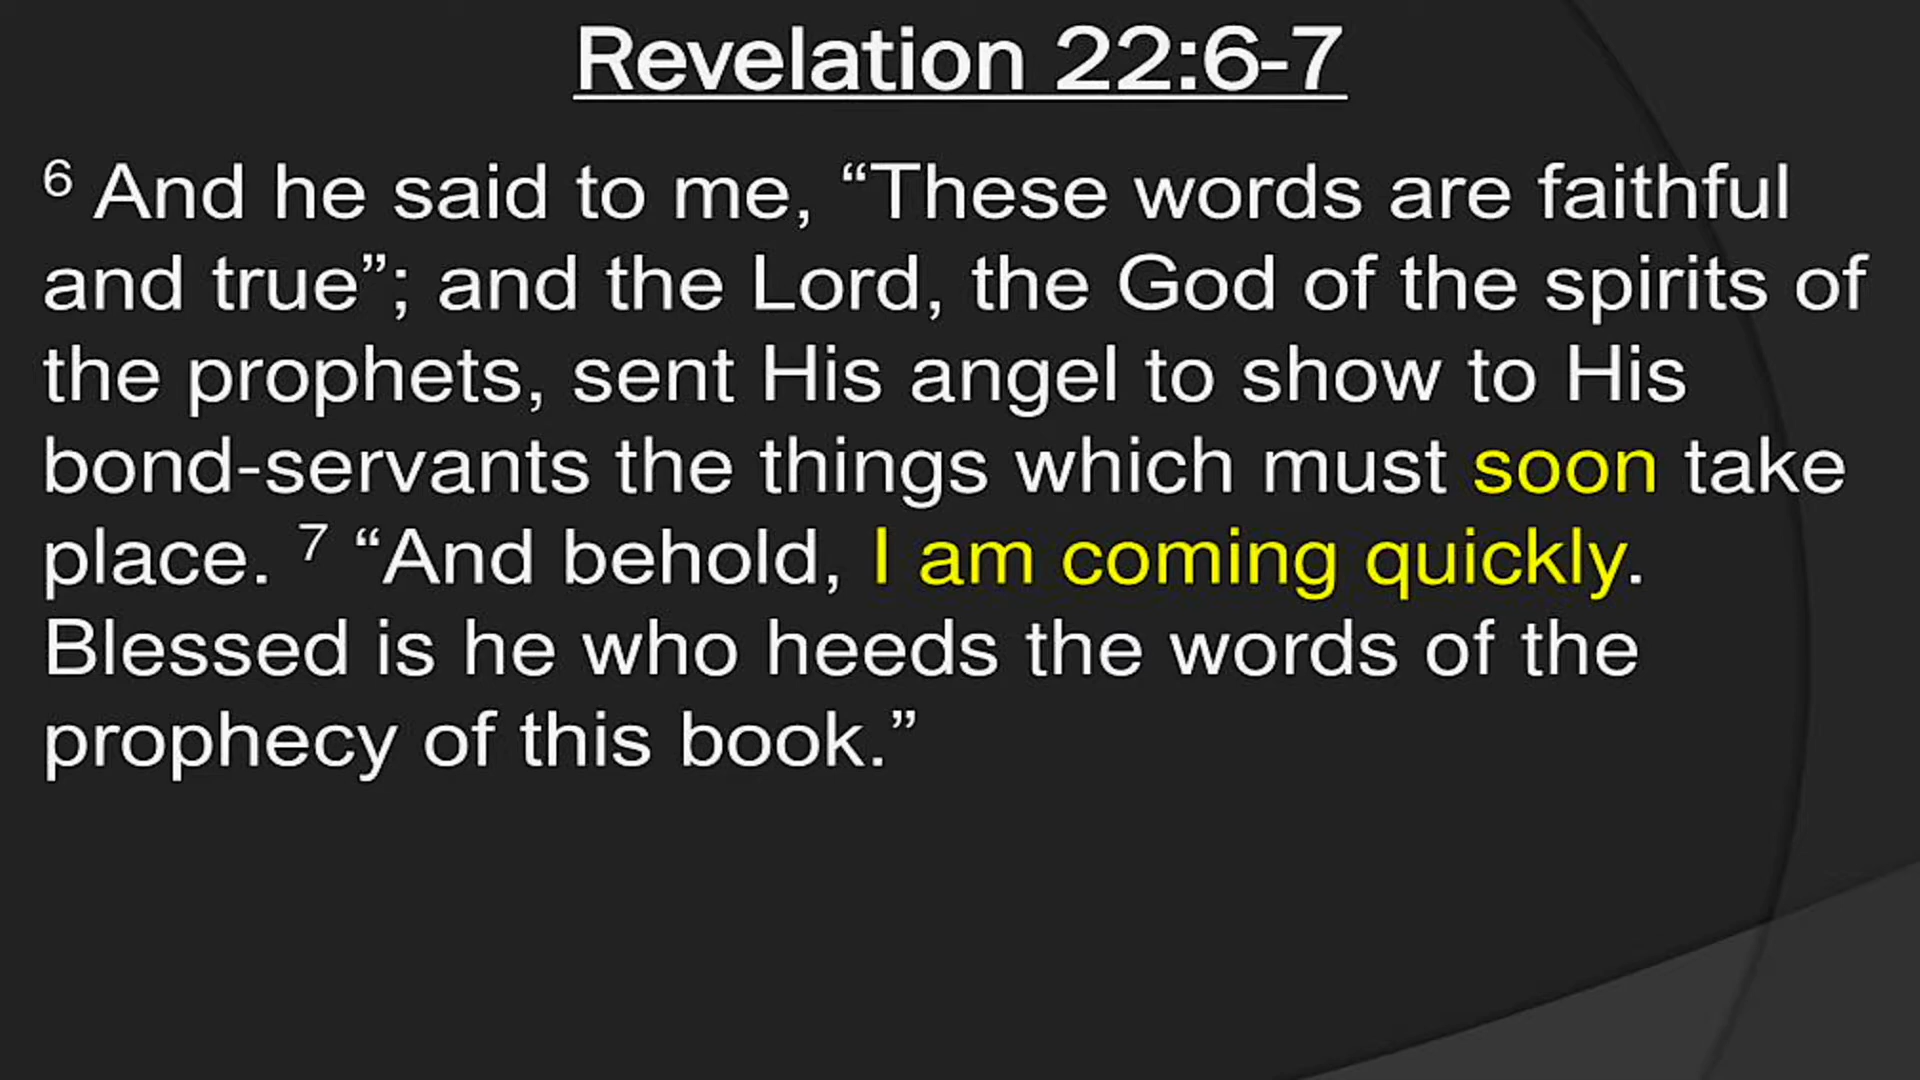 Revelation 22:6-7
6 And he said to me, “These words are faithful
and true”; and the Lord, the God of the spirits of
the prophets, sent His angel to show to His
bond-servants the things which must soon take
place. 7 “And behold, I am coming quickly.
Blessed is he who heeds the words of the
prophecy of this book.”